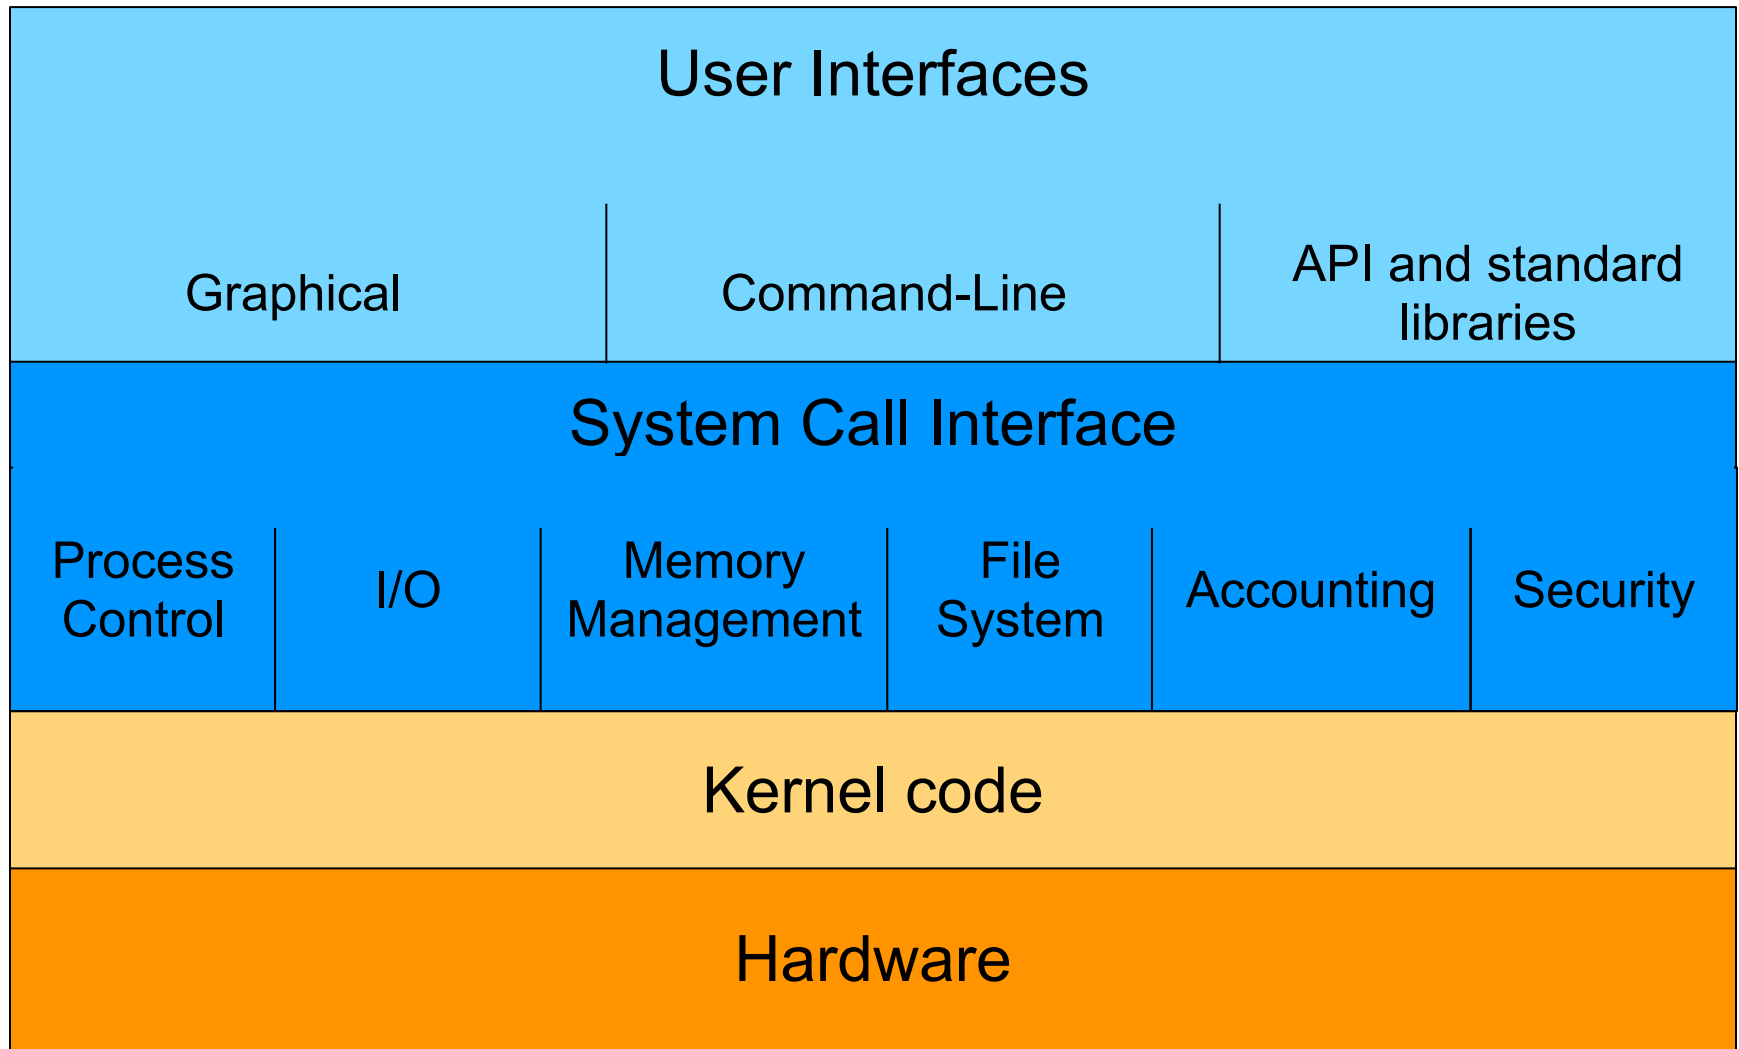 User Interfaces
Graphical
Command-Line
API and standard
libraries
System Call Interface
Process
Control
I/O
Memory
Management
File
System
Accounting
Security
Kernel code
Hardware